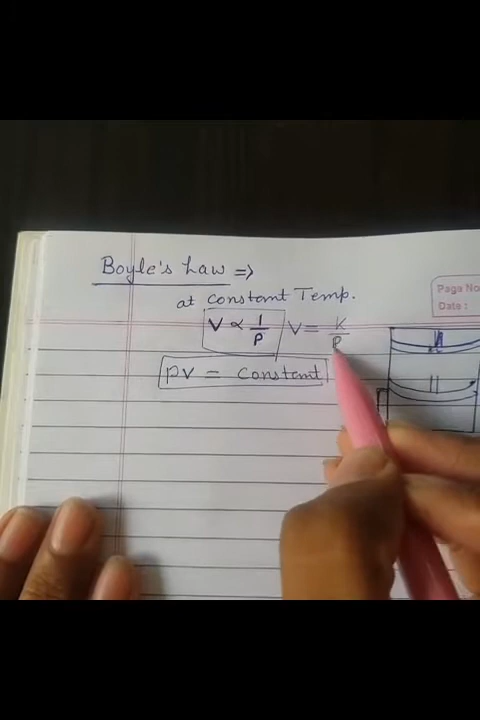 Boyle's Law =>
at constant Temp.
V ∝ 1/P V = K/P
PV = Constant
Page No
Date :